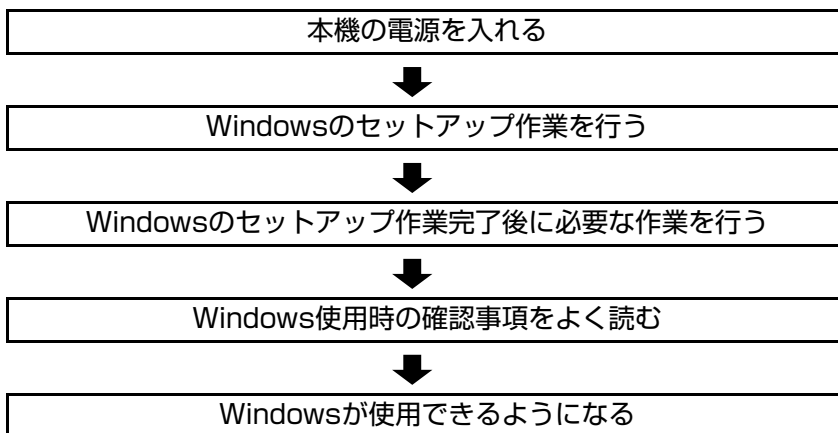 本機の電源を入れる
Windowsのセットアップ作業を行う
Windowsのセットアップ作業完了後に必要な作業を行う
Windows使用時の確認事項をよく読む
Windowsが使用できるようになる